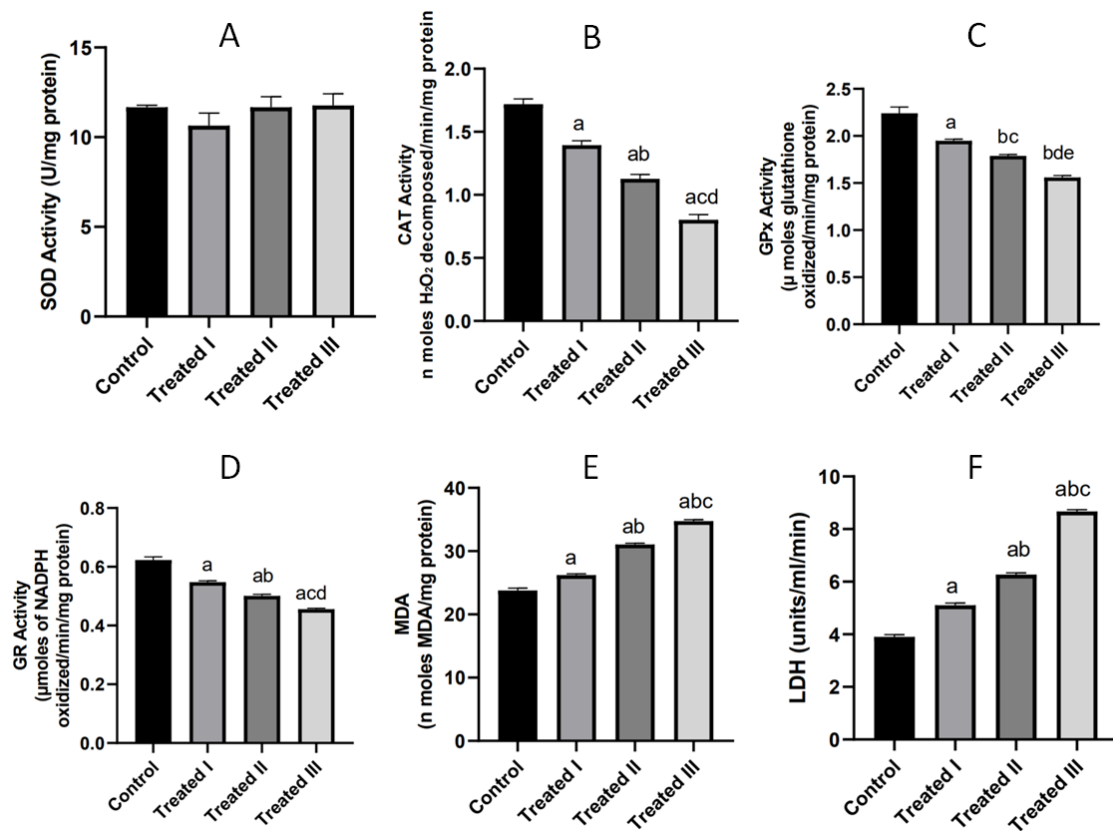 A
SOD Activity (U/mg protein)
15
10
5
0
Control
Treated I
Treated II
Treated III
B
CAT Activity
n moles H₂O₂ decomposed/min/mg protein
2.0
1.5
1.0
0.5
0.0
a
ab
acd
Control
Treated I
Treated II
Treated III
C
GPx Activity
(μ moles glutathione
oxidized/min/mg protein)
2.5
2.0
1.5
1.0
0.5
0.0
a
bc
bde
Control
Treated I
Treated II
Treated III
D
GR Activity
(μmoles of NADPH
oxidized/min/mg protein)
0.8
0.6
0.4
0.2
0.0
a
ab
acd
Control
Treated I
Treated II
Treated III
E
MDA
(n moles MDA/mg protein)
40
30
20
10
0
a
ab
abc
Control
Treated I
Treated II
Treated III
F
LDH (units/ml/min)
10
8
6
4
2
0
a
ab
abc
Control
Treated I
Treated II
Treated III